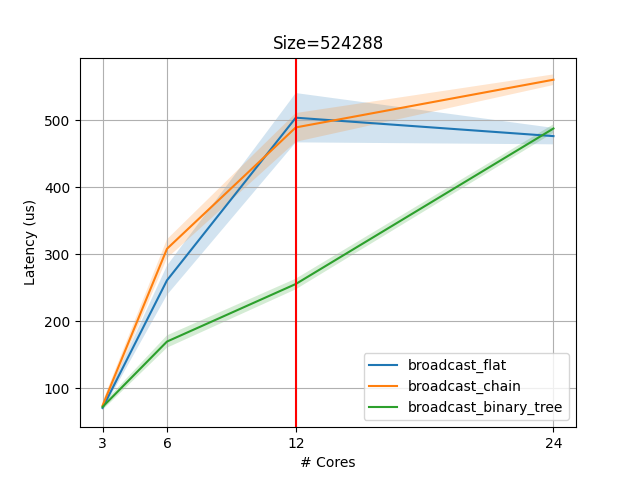 Size=524288
Latency (us)
500
400
300
200
100
broadcast_flat
broadcast_chain
broadcast_binary_tree
3 6 12 24
# Cores